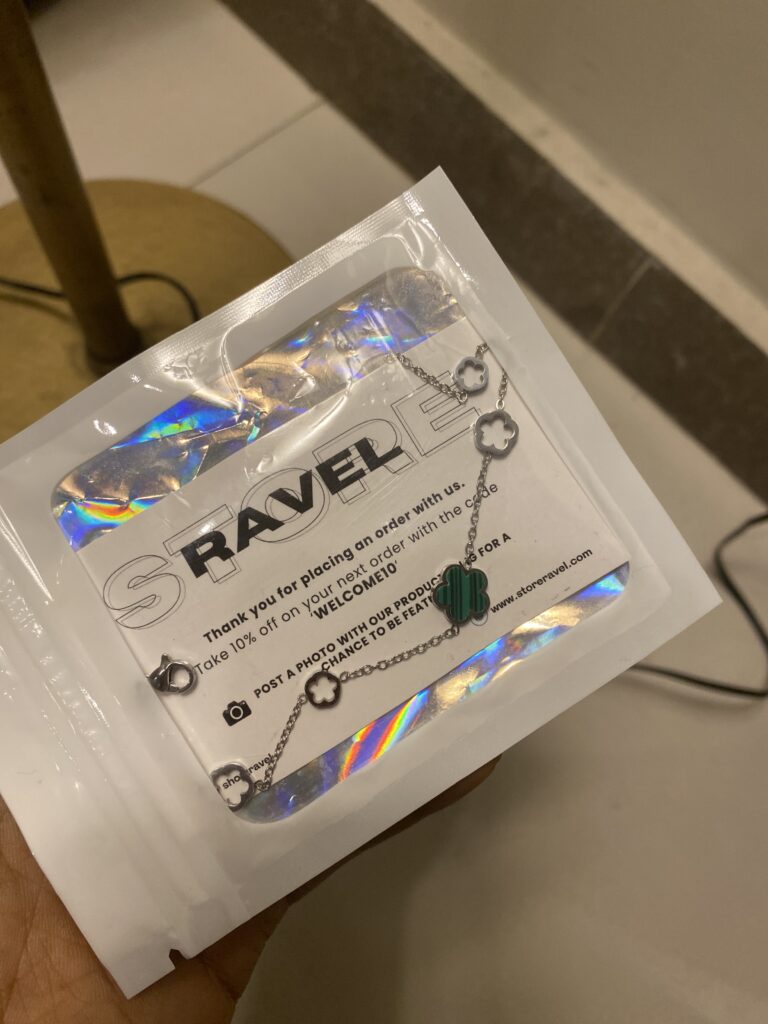 STORE
RAVEL
Thank you for placing an order with us.
Take 10% off on your next order with the code
'WELCOME10'
POST A PHOTO WITH OUR PRODUCT FOR A
CHANCE TO BE
www.storeravel.com